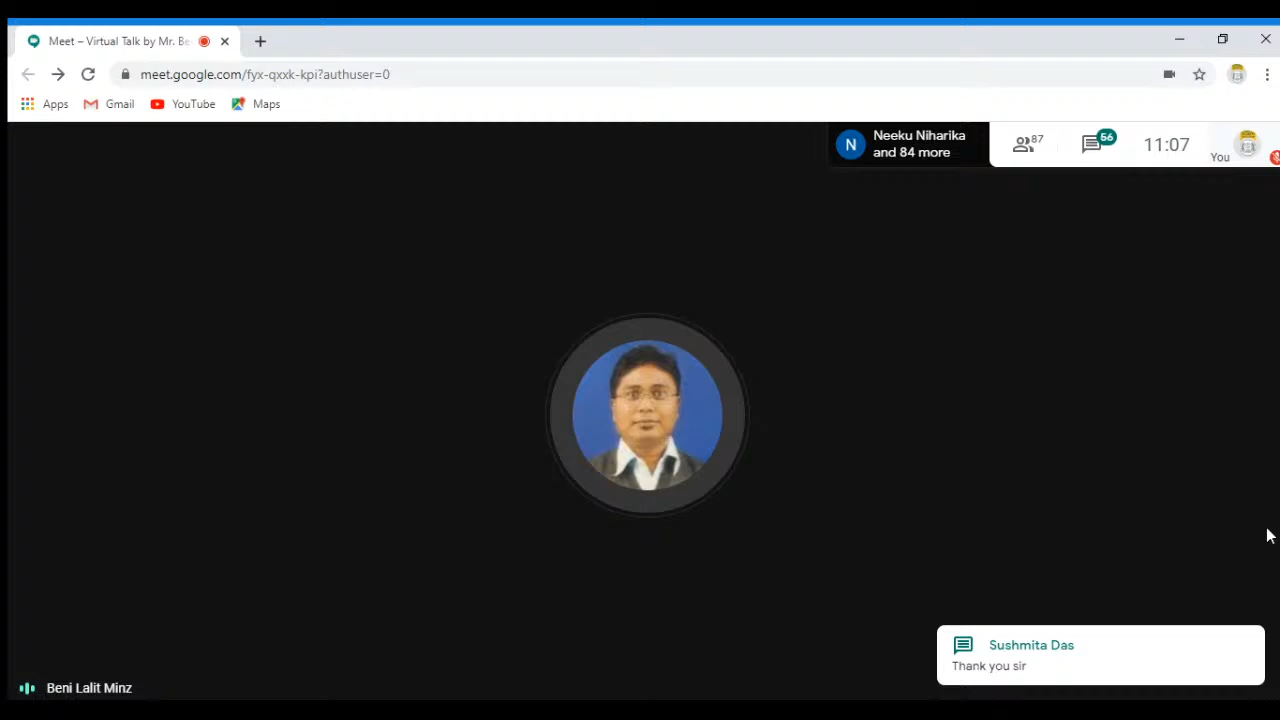 Meet – Virtual Talk by Mr. Be
meet.google.com/fyx-qxxk-kpi?authuser=0
Apps Gmail YouTube Maps
N Neeku Niharika
and 84 more
87
56
11:07
You
Sushmita Das
Thank you sir
Beni Lalit Minz